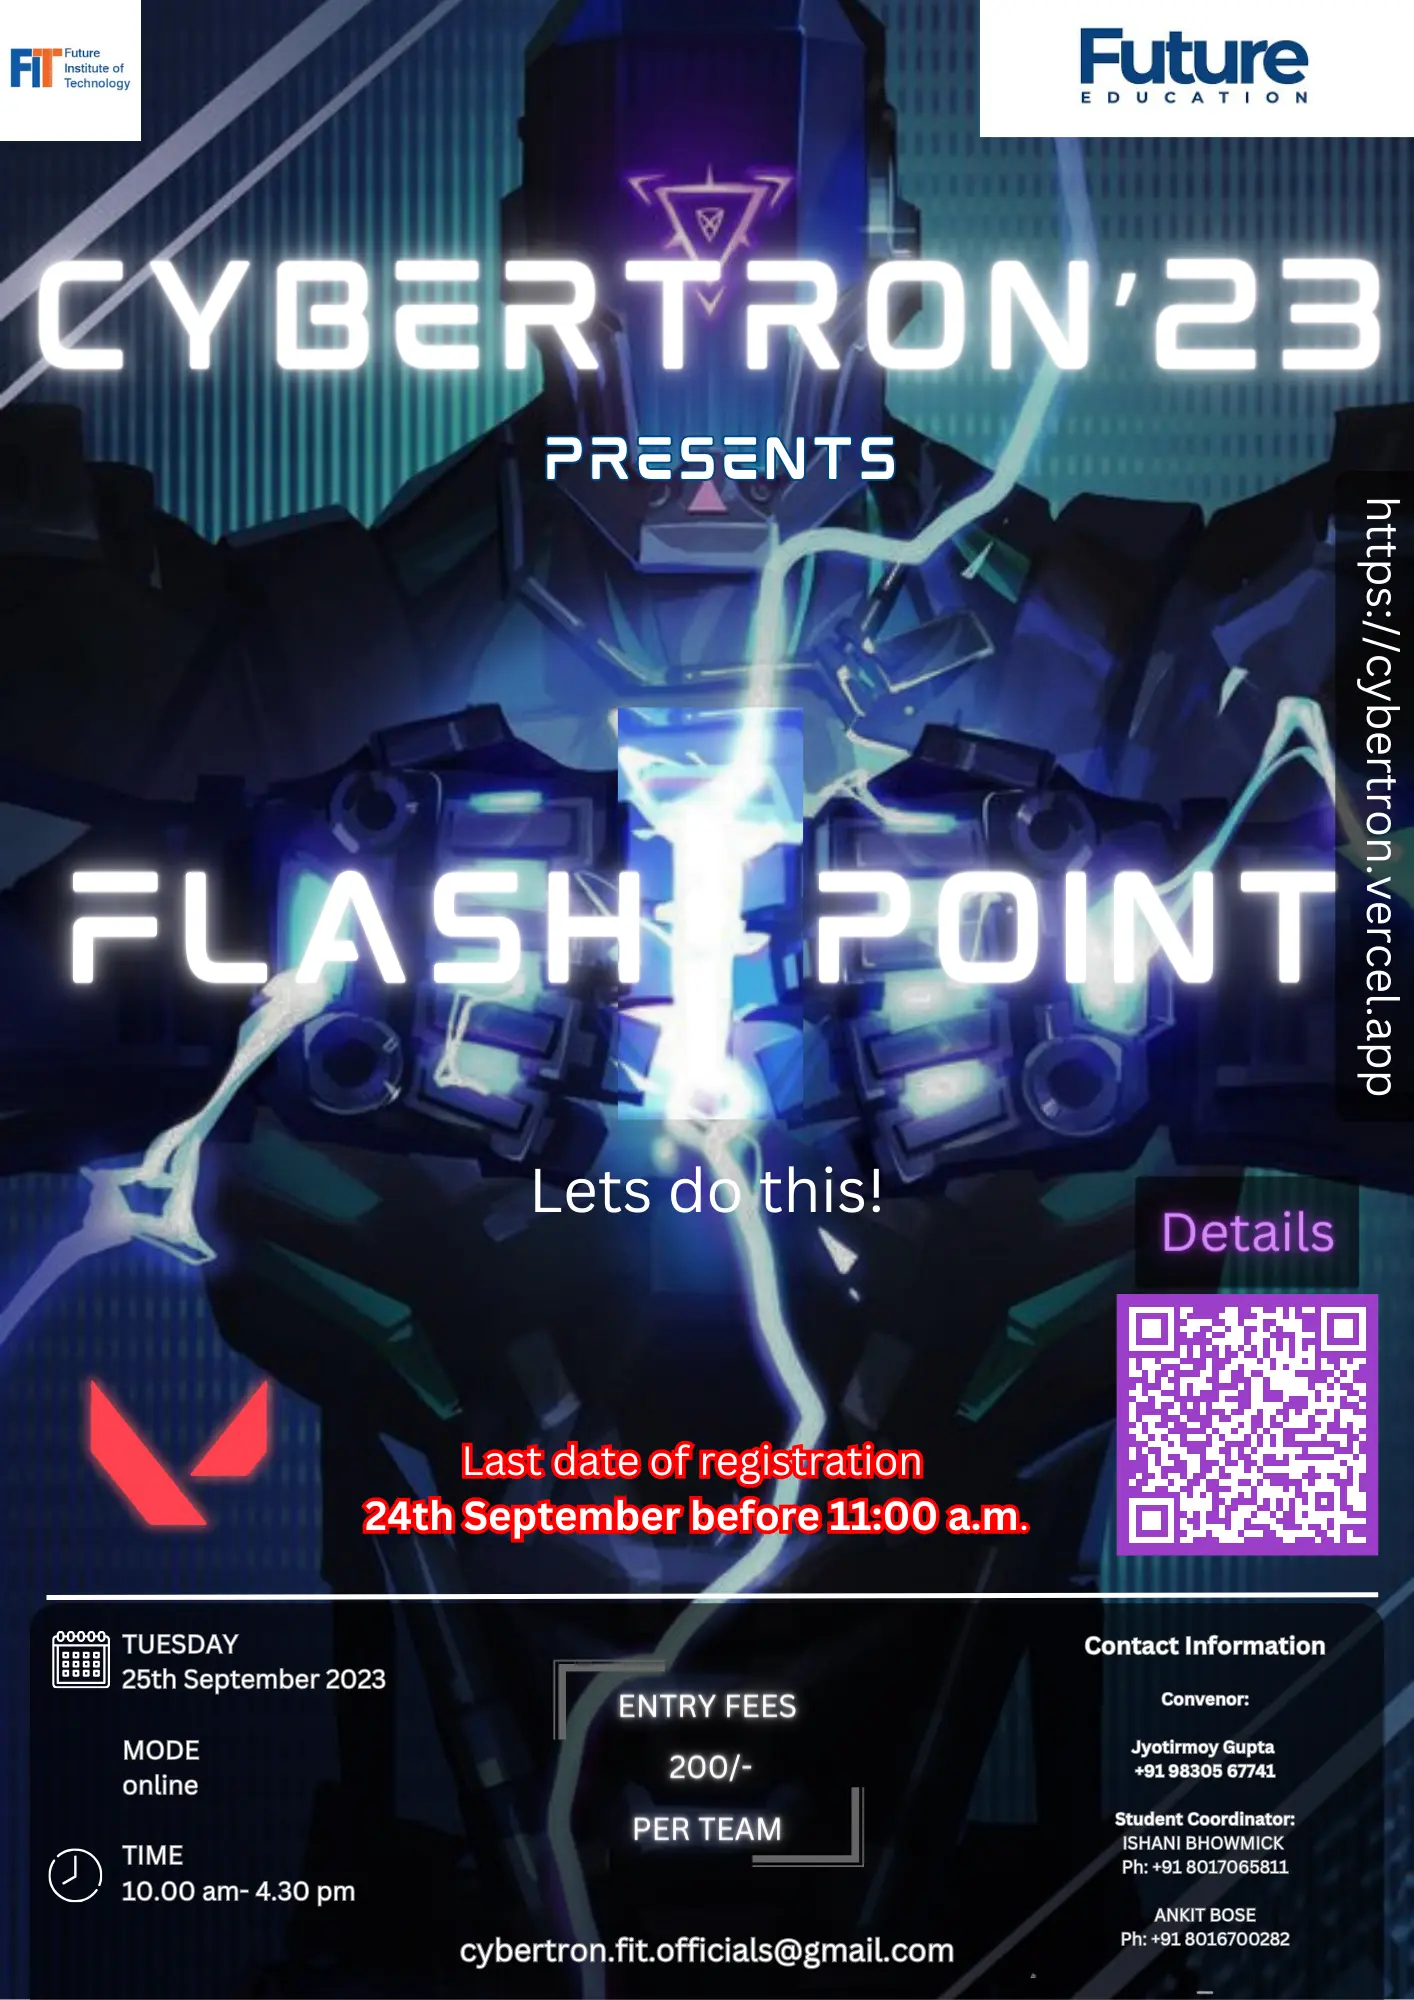 FIT Future
Institute of
Technology
Future
EDUCATION
CYBERTRON'23
PRESENTS
https://cybertron.vercel.app
FLASH POINT
Lets do this!
Details
Last date of registration
24th September before 11:00 a.m.
TUESDAY
25th September 2023
MODE
online
TIME
10.00 am- 4.30 pm
ENTRY FEES
200/-
PER TEAM
cybertron.fit.officials@gmail.com
Contact Information
Convenor:
Jyotirmoy Gupta
+91 98305 67741
Student Coordinator:
ISHANI BHOWMICK
Ph: +91 8017065811
ANKIT BOSE
Ph: +91 8016700282